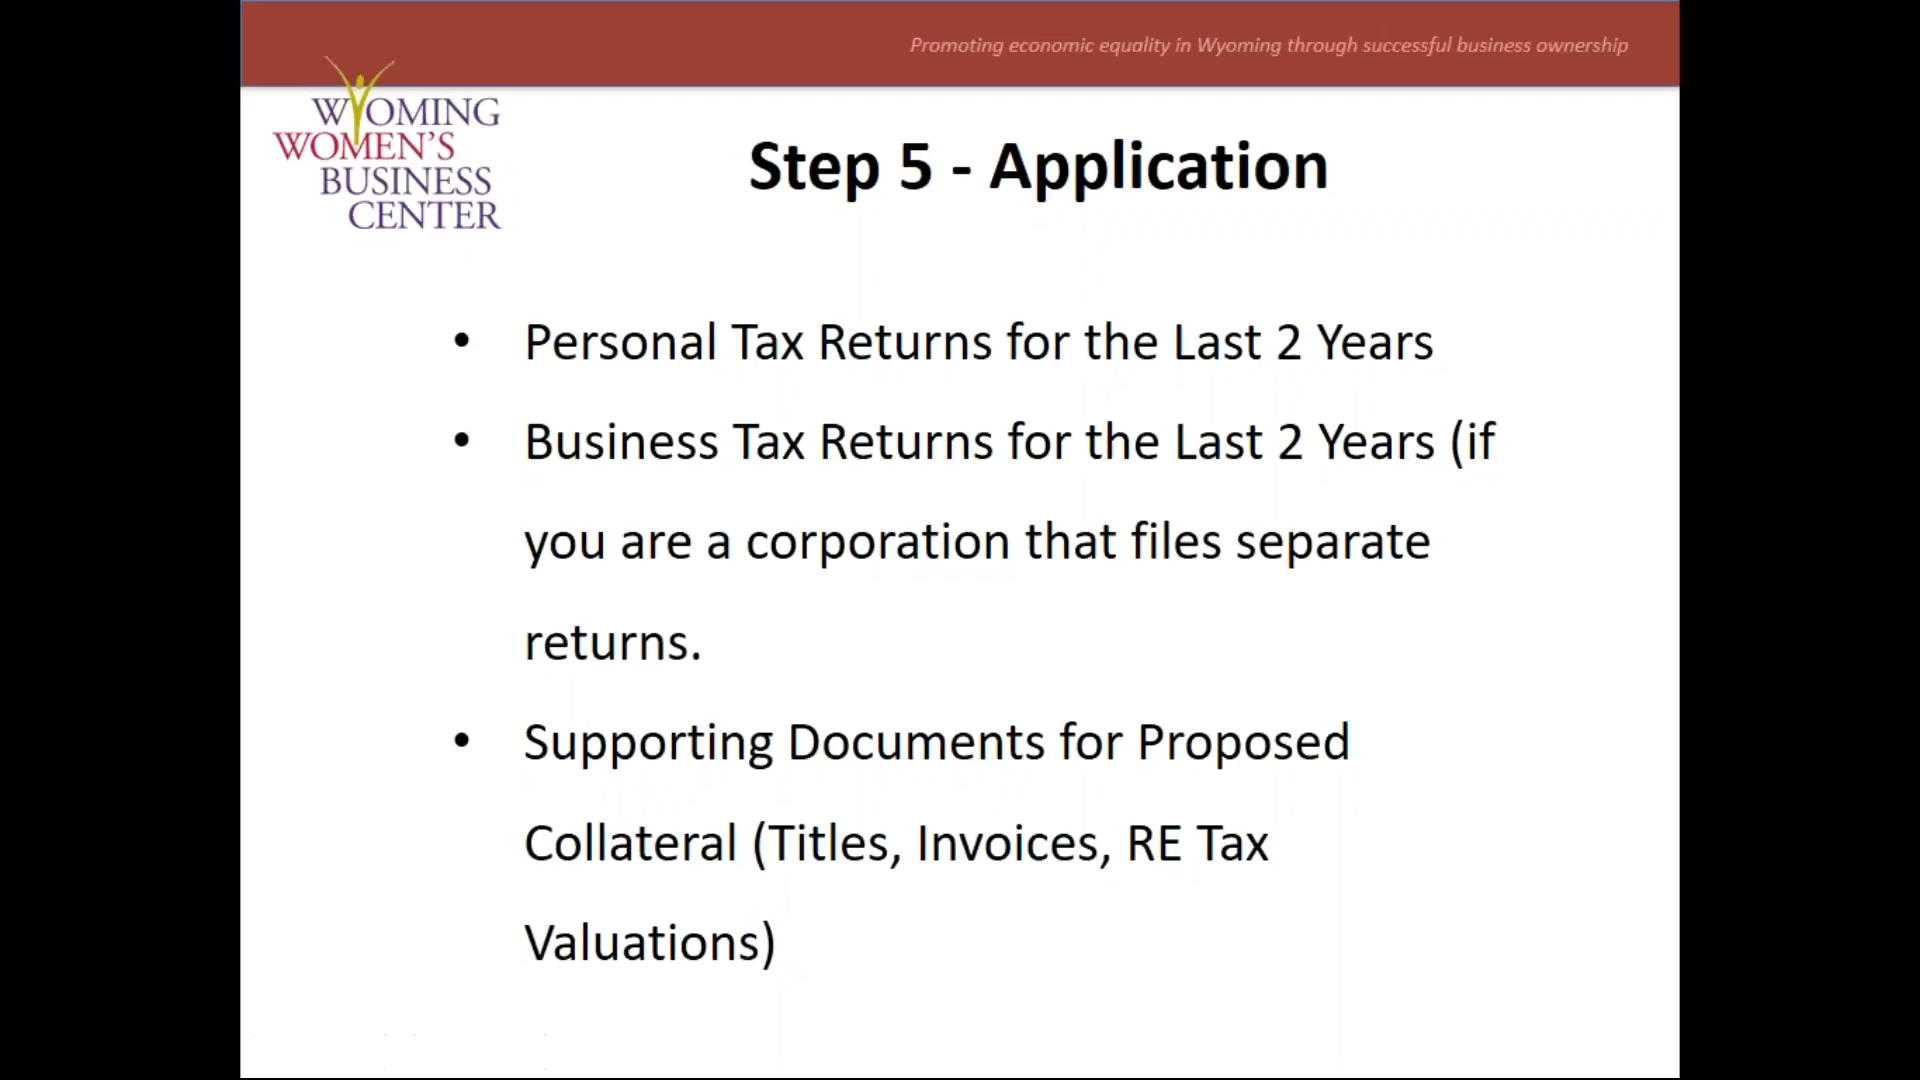 Promoting economic equality in Wyoming through successful business ownership
WYOMING
WOMEN'S
BUSINESS
CENTER
Step 5 - Application
• Personal Tax Returns for the Last 2 Years
• Business Tax Returns for the Last 2 Years (if
you are a corporation that files separate
returns.
• Supporting Documents for Proposed
Collateral (Titles, Invoices, RE Tax
Valuations)